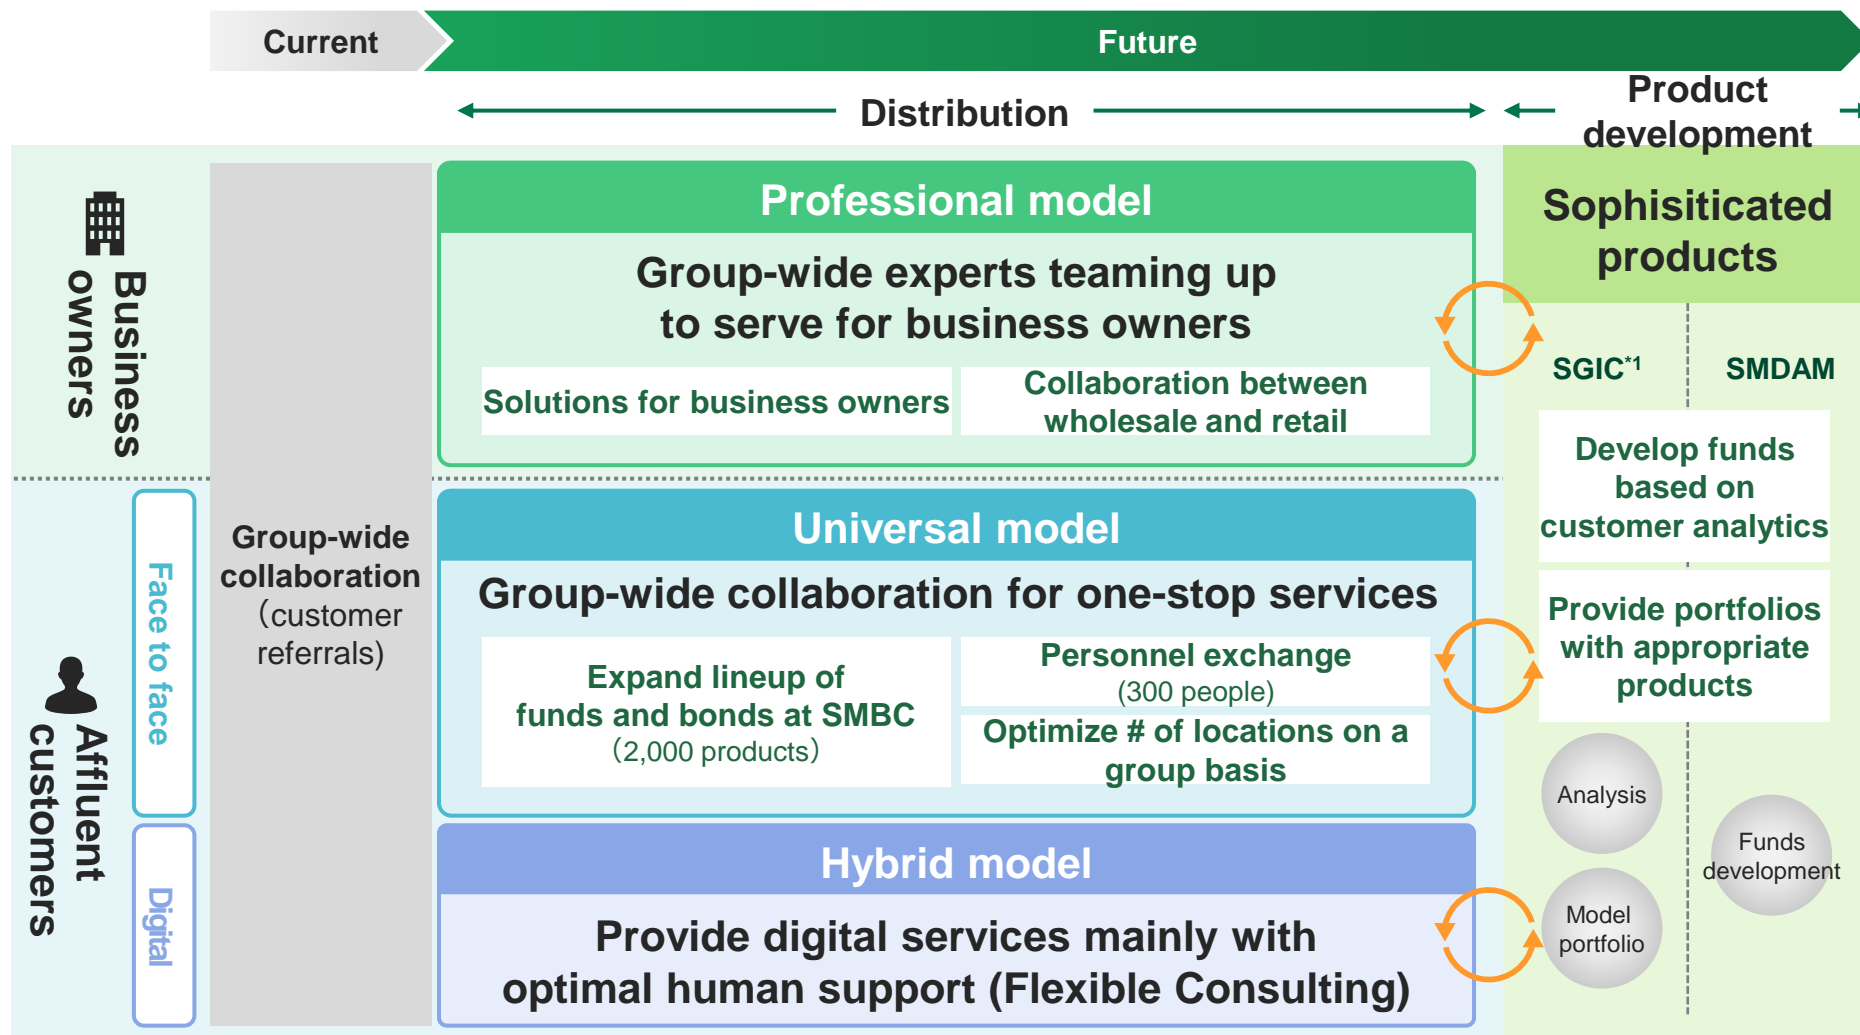 Current
Future
Distribution
Product
development
Business
owners
Affluent
customers
Face to face
Digital
Group-wide
collaboration
（customer
referrals)
Professional model
Group-wide experts teaming up
to serve for business owners
Solutions for business owners
Collaboration between
wholesale and retail
Universal model
Group-wide collaboration for one-stop services
Expand lineup of
funds and bonds at SMBC
（2,000 products）
Personnel exchange
(300 people)
Optimize # of locations on a
group basis
Hybrid model
Provide digital services mainly with
optimal human support (Flexible Consulting)
Sophisiticated
products
SGIC*1
SMDAM
Develop funds
based on
customer analytics
Provide portfolios
with appropriate
products
Analysis
Model
portfolio
Funds
development